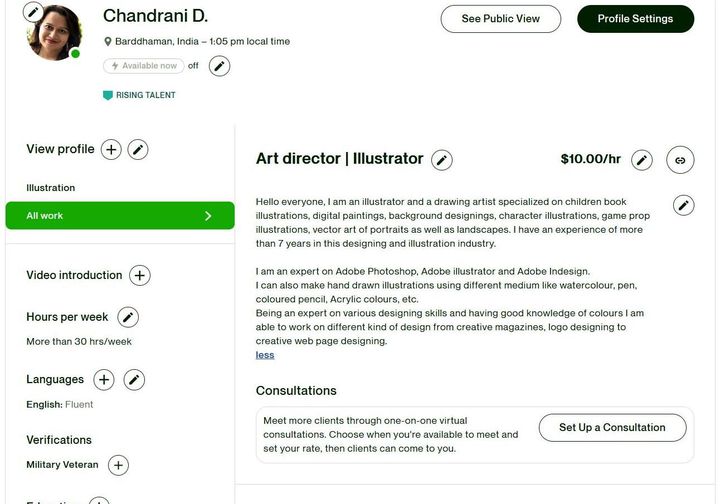 Chandrani D.
See Public View
Profile Settings
Barddhaman, India – 1:05 pm local time
Available now off
RISING TALENT
View profile
Illustration
All work
Video introduction
Hours per week
More than 30 hrs/week
Languages
English: Fluent
Verifications
Military Veteran
Art director | Illustrator
$10.00/hr
Hello everyone, I am an illustrator and a drawing artist specialized on children book
illustrations, digital paintings, background designings, character illustrations, game prop
illustrations, vector art of portraits as well as landscapes. I have an experience of more
than 7 years in this designing and illustration industry.
I am an expert on Adobe Photoshop, Adobe illustrator and Adobe Indesign.
I can also make hand drawn illustrations using different medium like watercolour, pen,
coloured pencil, Acrylic colours, etc.
Being an expert on various designing skills and having good knowledge of colours I am
able to work on different kind of design from creative magazines, logo designing to
creative web page designing.
less
Consultations
Meet more clients through one-on-one virtual
consultations. Choose when you're available to meet and
set your rate, then clients can come to you.
Set Up a Consultation